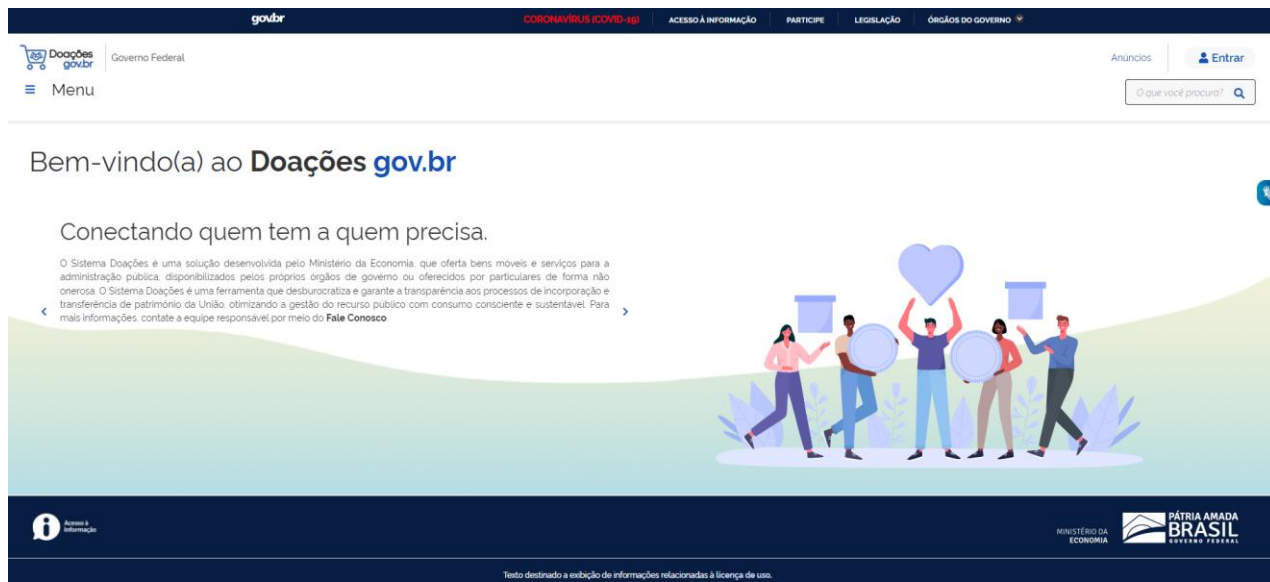 gov.br CORONAVÍRUS (COVID-19) ACESSO À INFORMAÇÃO PARTICIPE LEGISLAÇÃO ÓRGÃOS DO GOVERNO
Doações gov.br Governo Federal Anúncios Entrar
Menu O que você procura?
Bem-vindo(a) ao Doações gov.br
Conectando quem tem a quem precisa.
O Sistema Doações é uma solução desenvolvida pelo Ministério da Economia, que oferta bens móveis e serviços para a
administração pública, disponibilizados pelos próprios órgãos de governo ou oferecidos por particulares de forma não
onerosa. O Sistema Doações é uma ferramenta que desburocratiza e garante a transparência aos processos de incorporação e
transferência de patrimônio da União, otimizando a gestão do recurso público com consumo consciente e sustentável. Para
mais informações, contate a equipe responsável por meio do Fale Conosco
Acesso à
Informação
MINISTÉRIO DA
ECONOMIA
PÁTRIA AMADA
BRASIL
GOVERNO FEDERAL
Texto destinado a exibição de informações relacionadas à licença de uso.